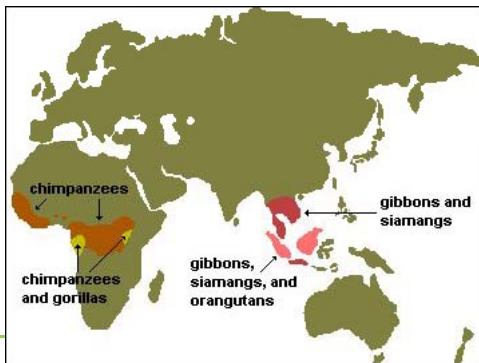 chimpanzees
chimpanzees
and gorillas
gibbons and
siamangs
gibbons,
siamangs, and
orangutans